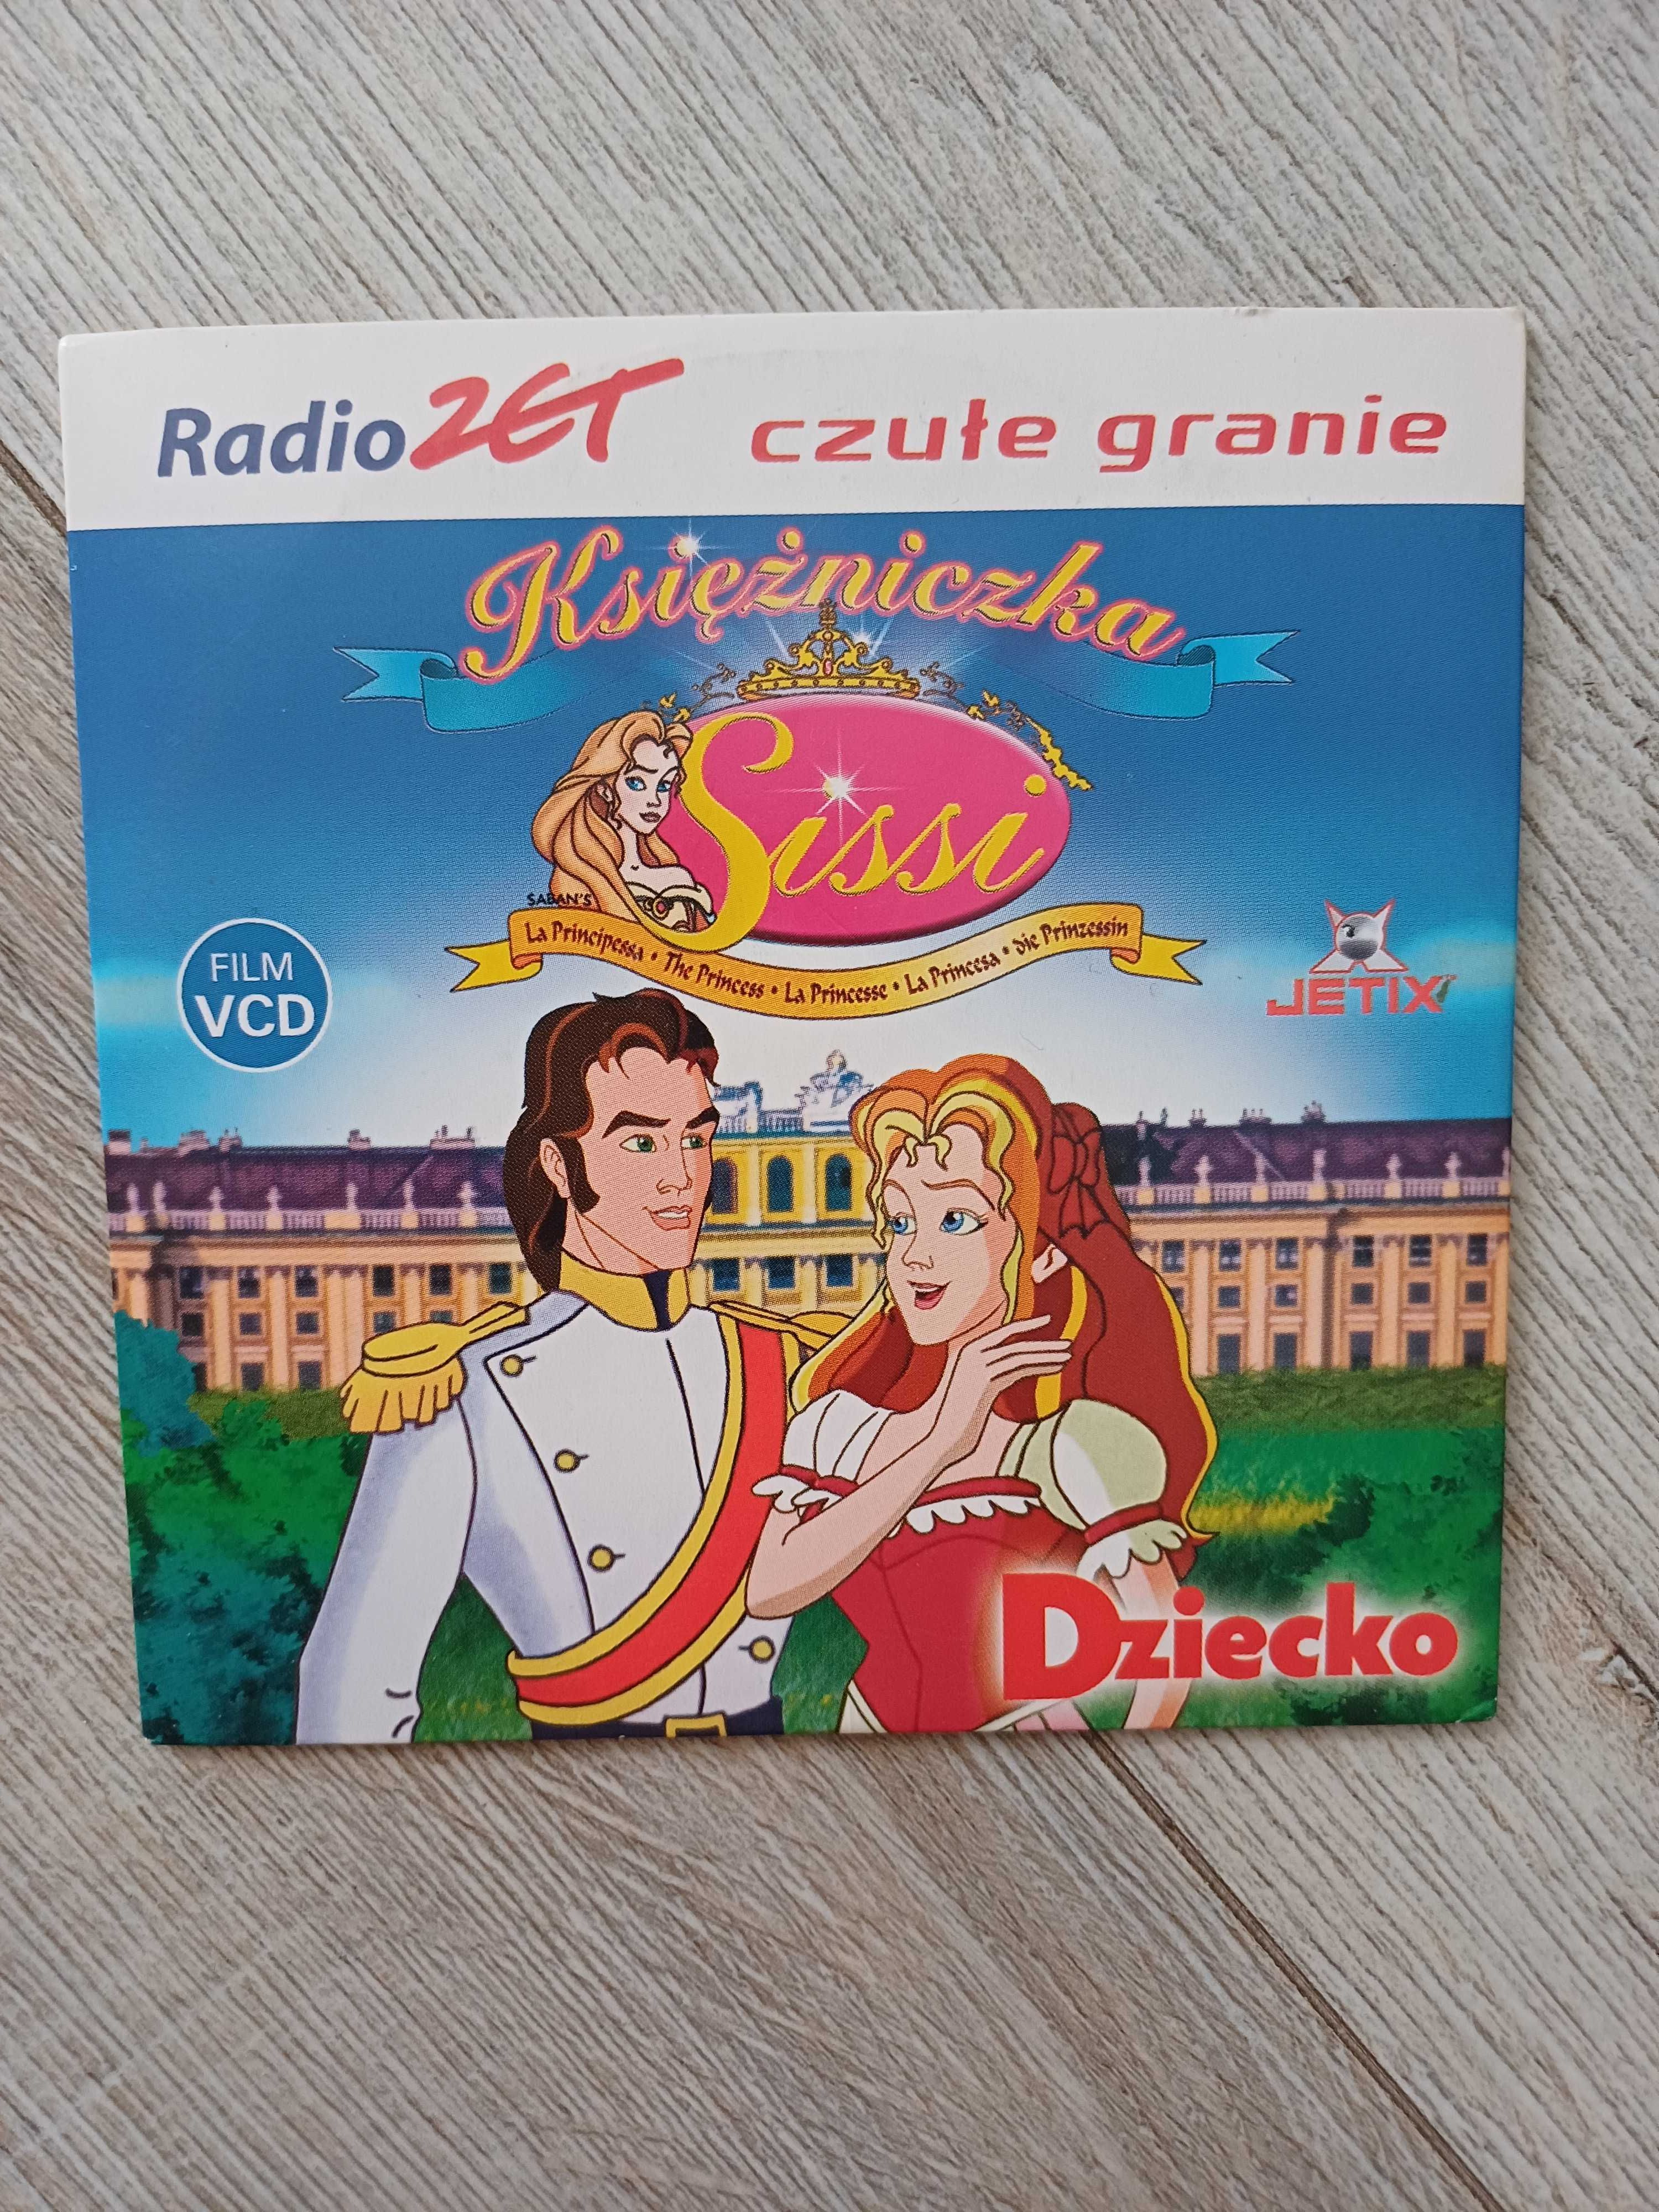 Radio ZET czułe granie
Księżniczka
Sissi
SABAN'S
La Principessa • The Princess • La Princesse • La Princesa • die Prinzessin
FILM
VCD
JETIX
Dziecko